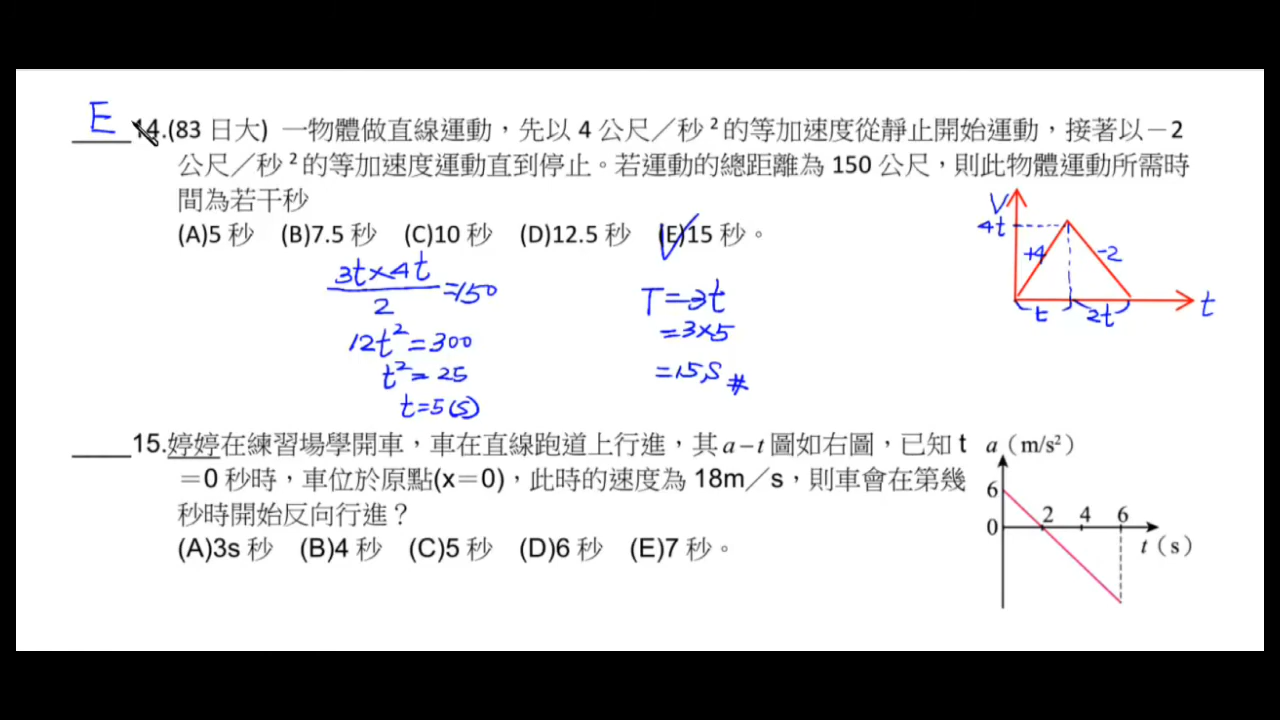 E
14.(83 日大) 一物體做直線運動，先以 4 公尺／秒² 的等加速度從靜止開始運動，接著以－2
公尺／秒² 的等加速度運動直到停止。若運動的總距離為 150 公尺，則此物體運動所需時
間為若干秒
(A)5 秒 (B)7.5 秒 (C)10 秒 (D)12.5 秒 (E)15 秒。
V
4t
+4
-2
t
2t
t
3t×4t
2
=150
12t²=300
t²=25
t=5(s)
T=3t
=3×5
=15s #
15.婷婷在練習場學開車，車在直線跑道上行進，其 a－t 圖如右圖，已知 t
＝0 秒時，車位於原點(x＝0)，此時的速度為 18m／s，則車會在第幾
秒時開始反向行進？
(A)3s 秒 (B)4 秒 (C)5 秒 (D)6 秒 (E)7 秒。
a（m/s²）
6
0
2 4 6
t（s）